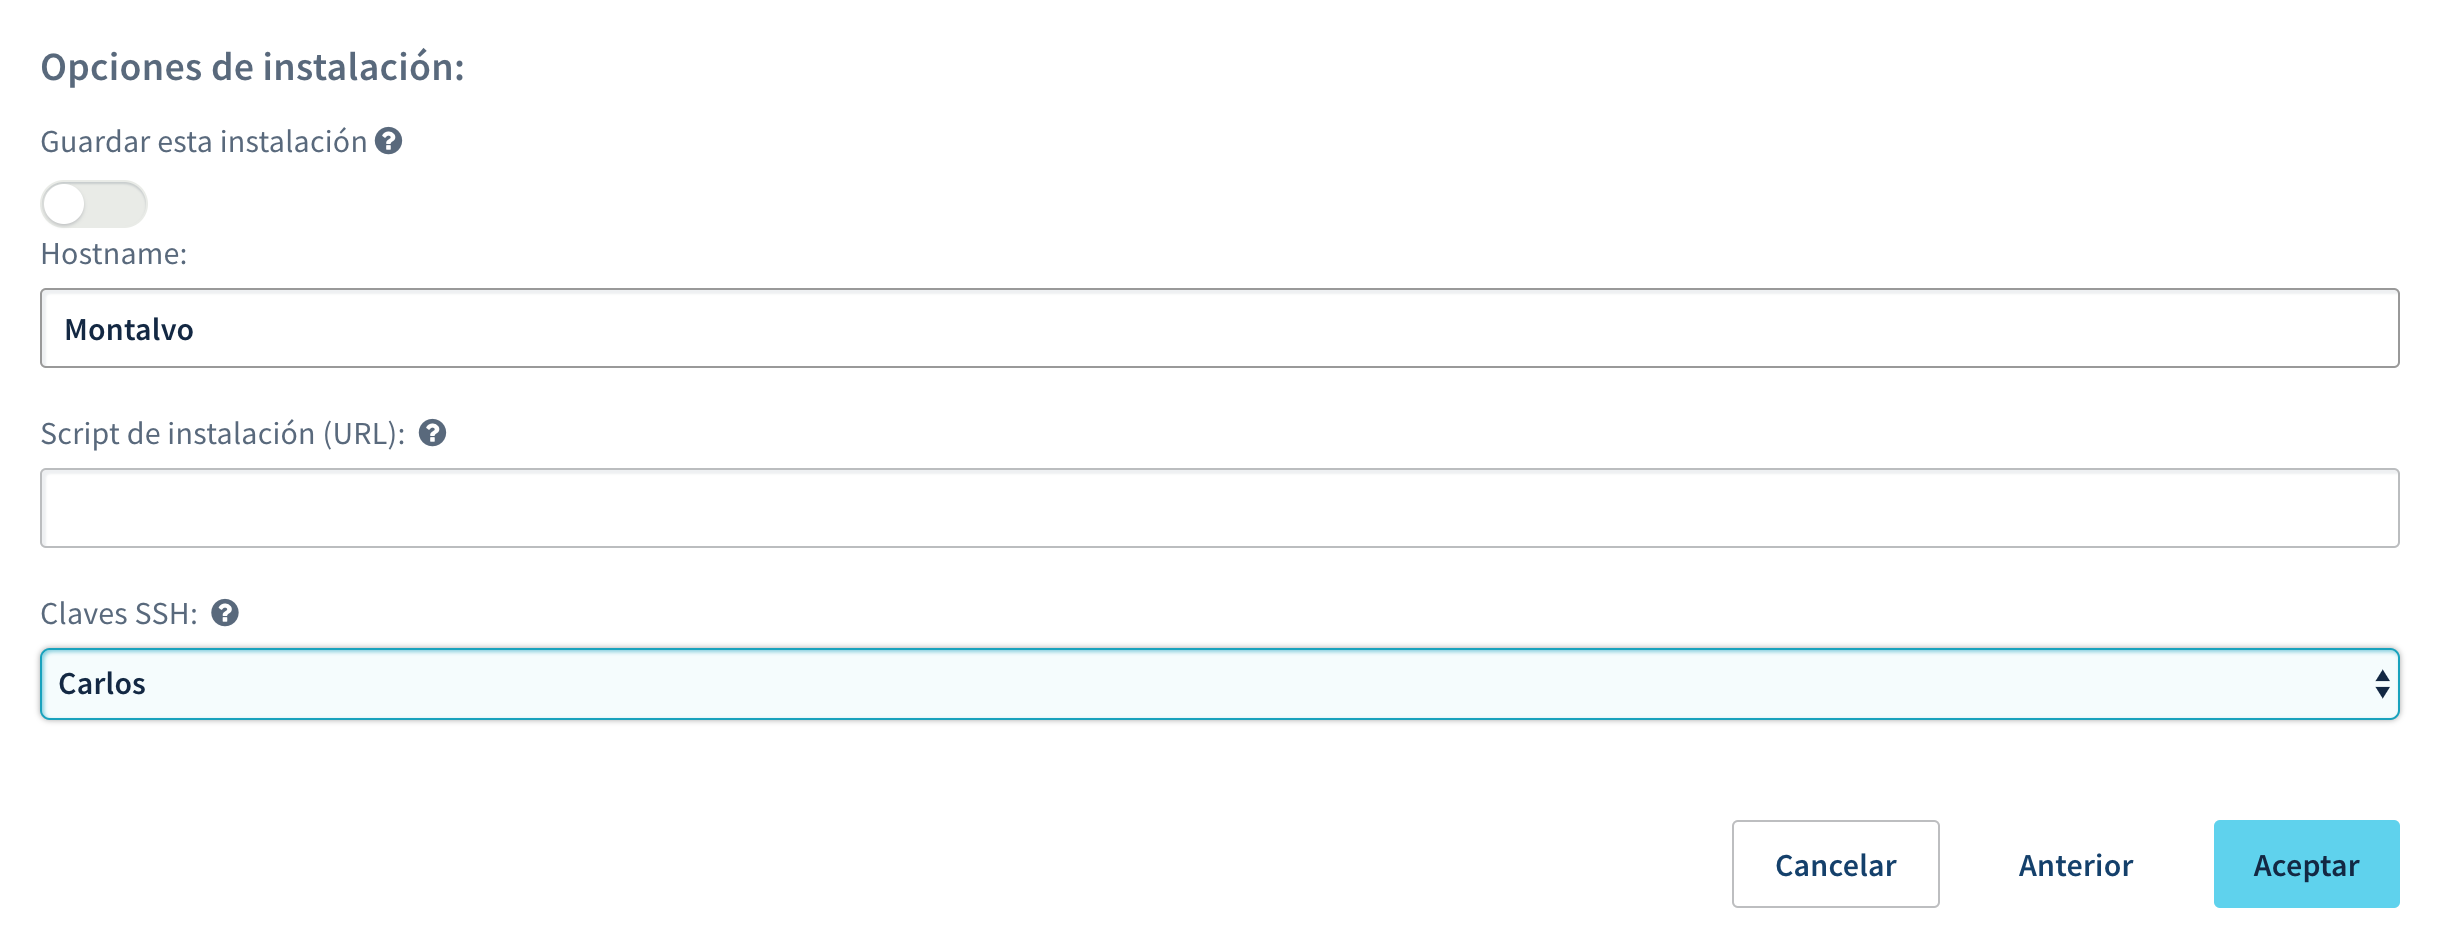 Opciones de instalación:
Guardar esta instalación ?
Hostname:
Montalvo
Script de instalación (URL): ?
Claves SSH: ?
Carlos
Cancelar Anterior Aceptar